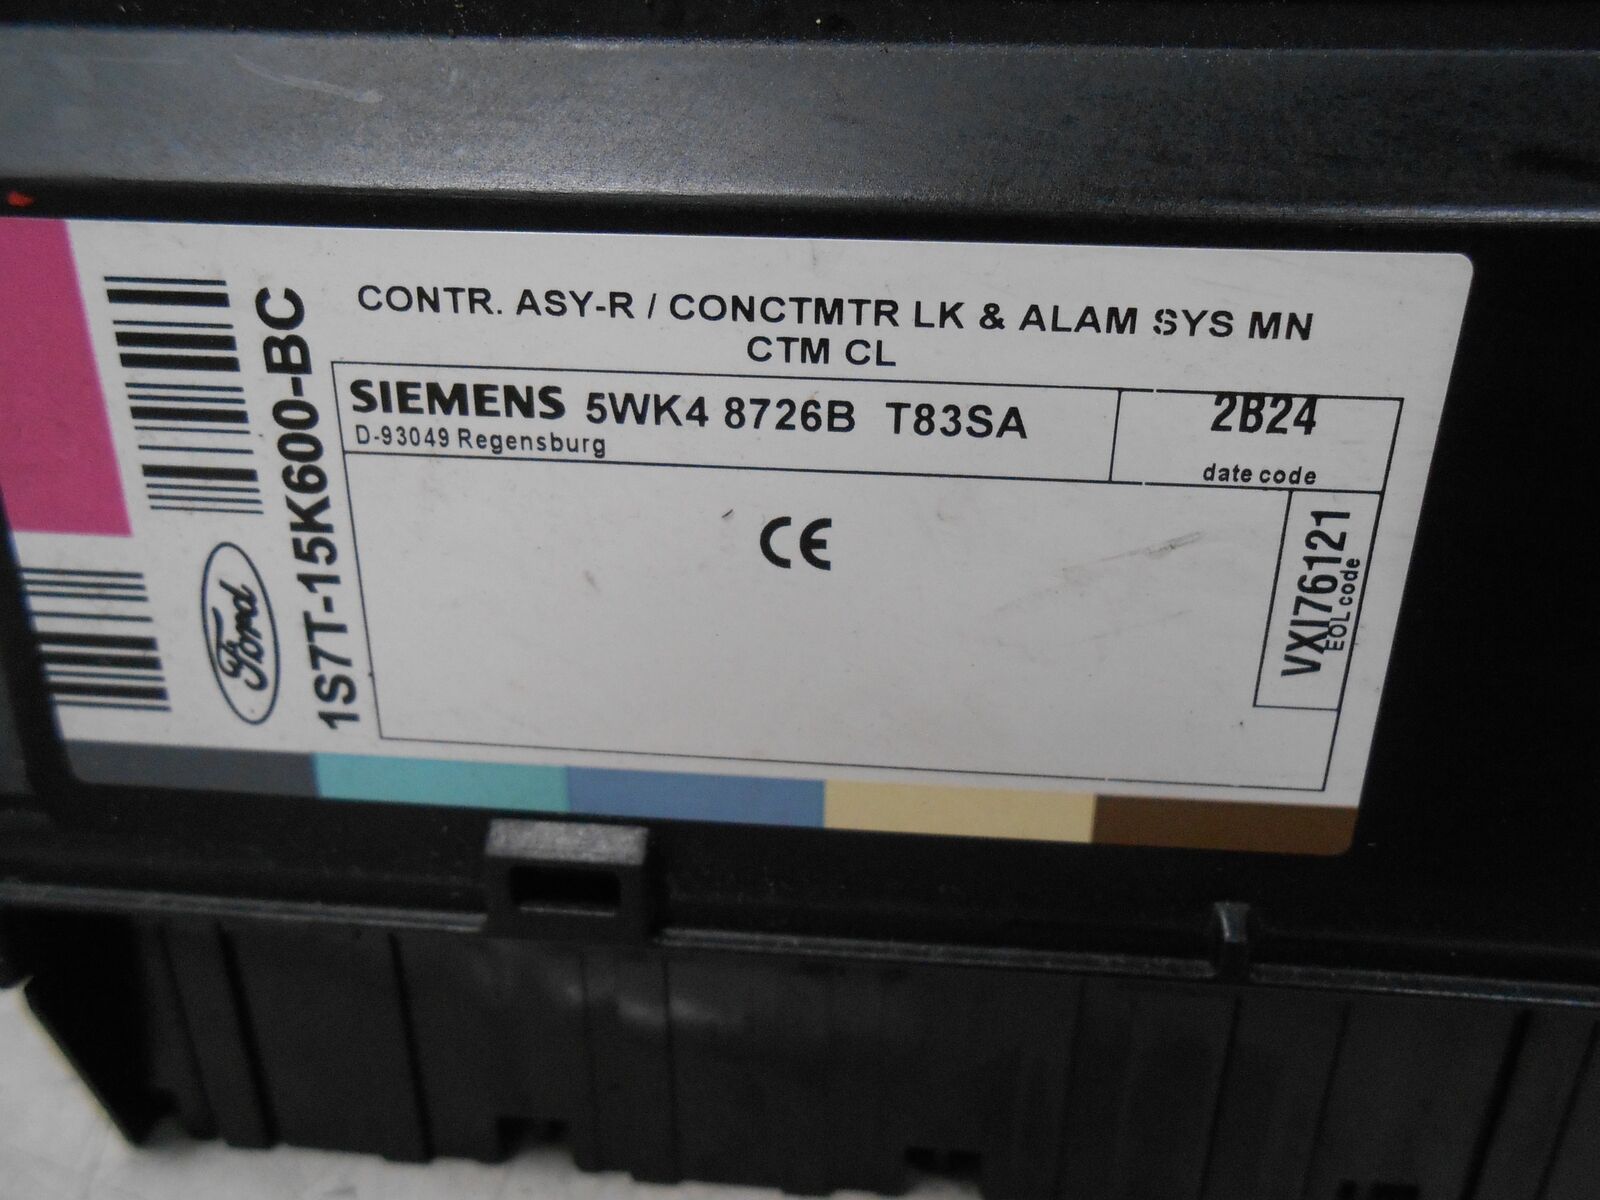 CONTR. ASY-R / CONCTMTR LK & ALAM SYS MN
CTM CL
SIEMENS 5WK4 8726B T83SA
D-93049 Regensburg
2B24
date code
CE
VXI76121
EOL code
Ford
1S7T-15K600-BC